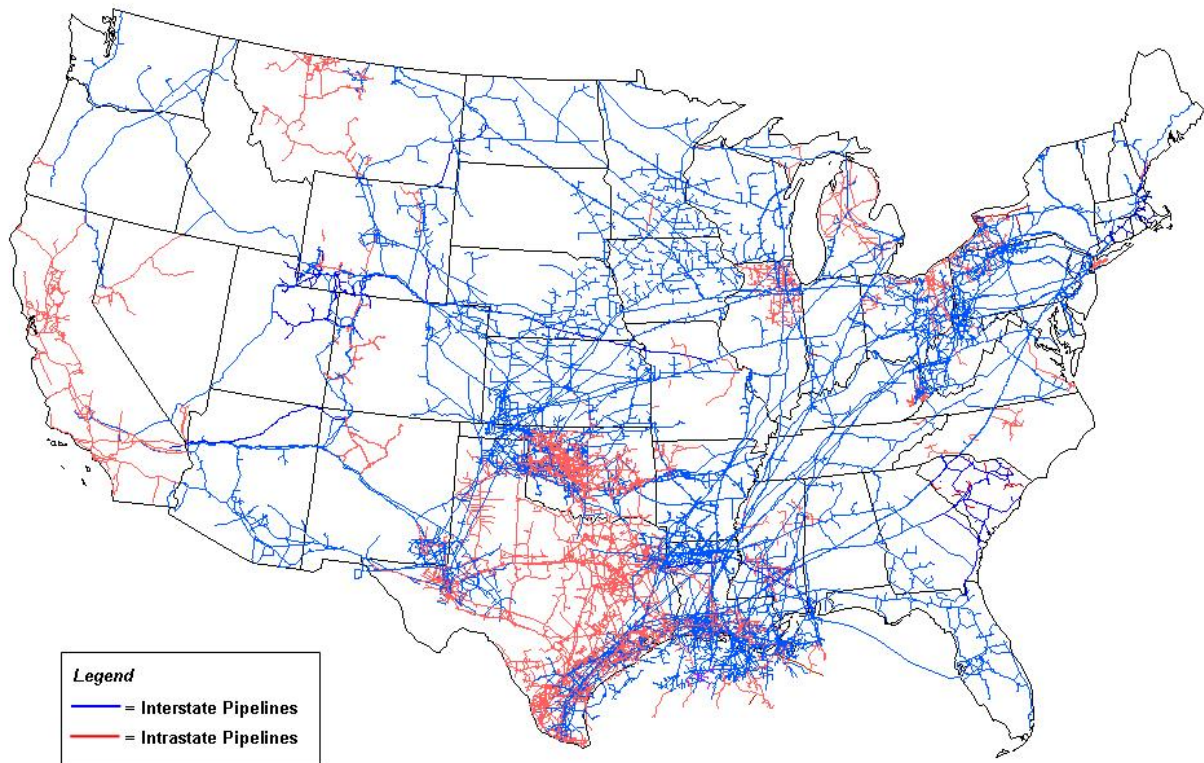 Legend
= Interstate Pipelines
= Intrastate Pipelines